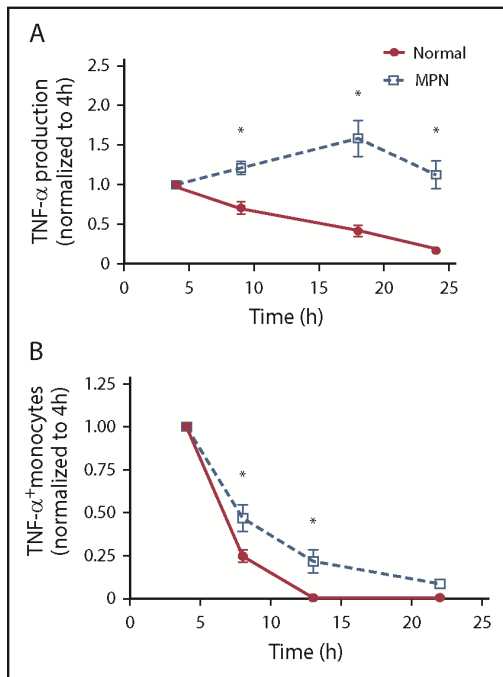 A
Normal
MPN
TNF-α production
(normalized to 4h)
2.5
2.0
1.5
1.0
0.5
0
*
*
*
0
5
10
15
20
25
Time (h)
B
TNF-α+monocytes
(normalized to 4h)
1.25
1.00
0.75
0.50
0.25
0
*
*
0
5
10
15
20
25
Time (h)